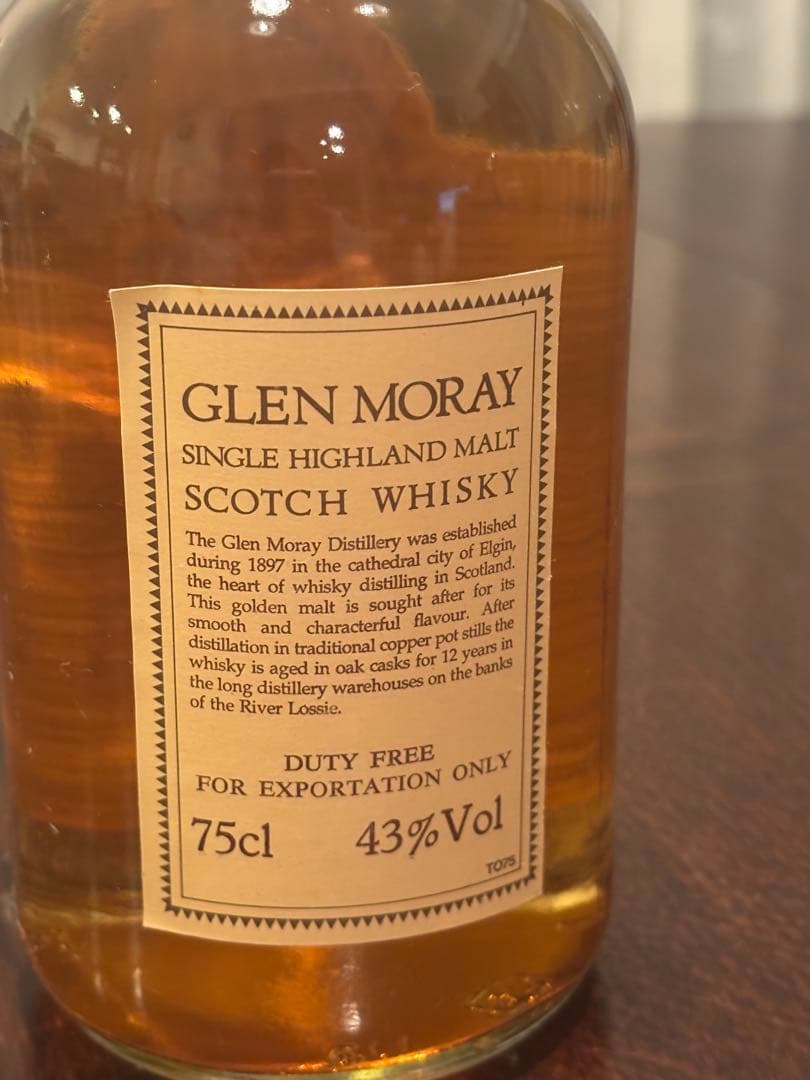 GLEN MORAY
SINGLE HIGHLAND MALT
SCOTCH WHISKY
The Glen Moray Distillery was established
during 1897 in the cathedral city of Elgin,
the heart of whisky distilling in Scotland.
This golden malt is sought after for its
smooth and characterful flavour. After
distillation in traditional copper pot stills the
whisky is aged in oak casks for 12 years in
the long distillery warehouses on the banks
of the River Lossie.
DUTY FREE
FOR EXPORTATION ONLY
75cl 43%Vol
TO75